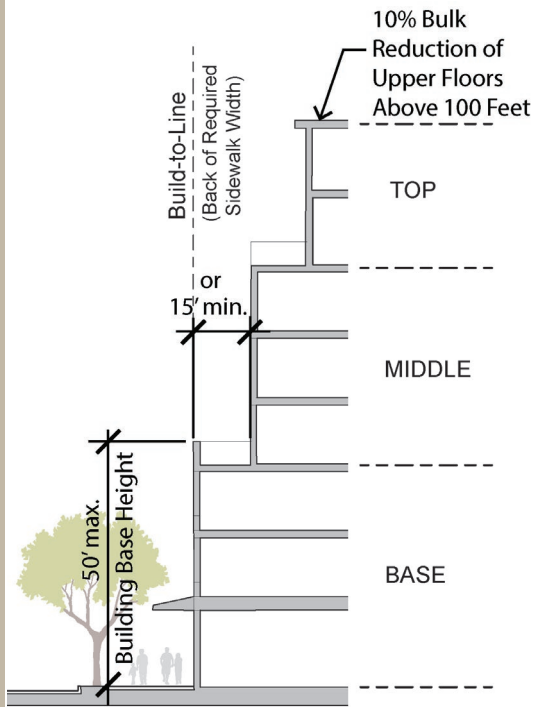 10% Bulk
Reduction of
Upper Floors
Above 100 Feet
Build-to-Line
(Back of Required
Sidewalk Width)
TOP
or
15' min.
MIDDLE
50' max.
Building Base Height
BASE